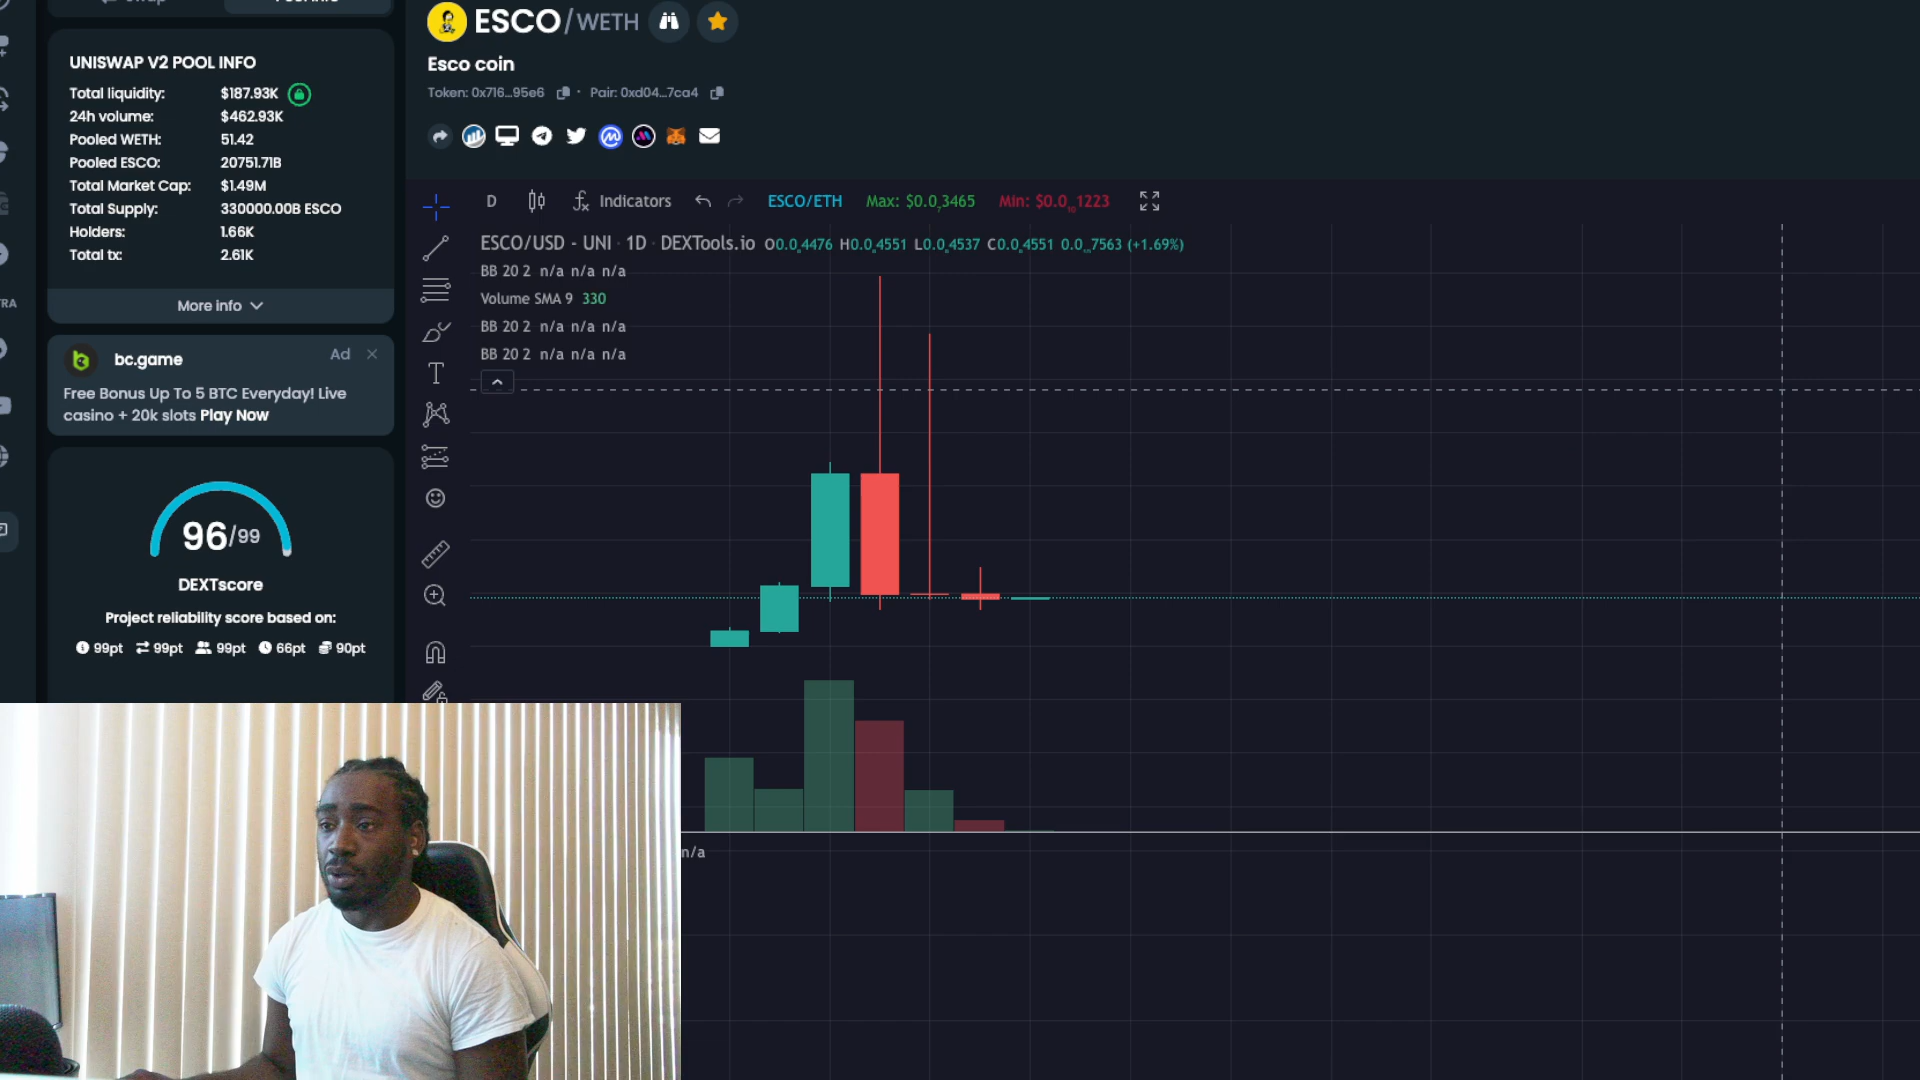 ESCO/WETH
UNISWAP V2 POOL INFO
Total liquidity: $187.93K
24h volume: $462.93K
Pooled WETH: 51.42
Pooled ESCO: 20751.71B
Total Market Cap: $1.49M
Total Supply: 330000.00B ESCO
Holders: 1.66K
Total tx: 2.61K
More info
bc.game
Ad
Free Bonus Up To 5 BTC Everyday! Live
casino + 20k slots Play Now
96/99
DEXTscore
Project reliability score based on:
99pt 99pt 99pt 66pt 90pt
Esco coin
Token: 0x716...95e6 · Pair: 0xd04...7ca4
D Indicators ESCO/ETH Max: $0.0₇3465 Min: $0.0₁₀1223
ESCO/USD - UNI · 1D · DEXTools.io
BB 20 2 n/a n/a n/a
Volume SMA 9 330
BB 20 2 n/a n/a n/a
BB 20 2 n/a n/a n/a
n/a